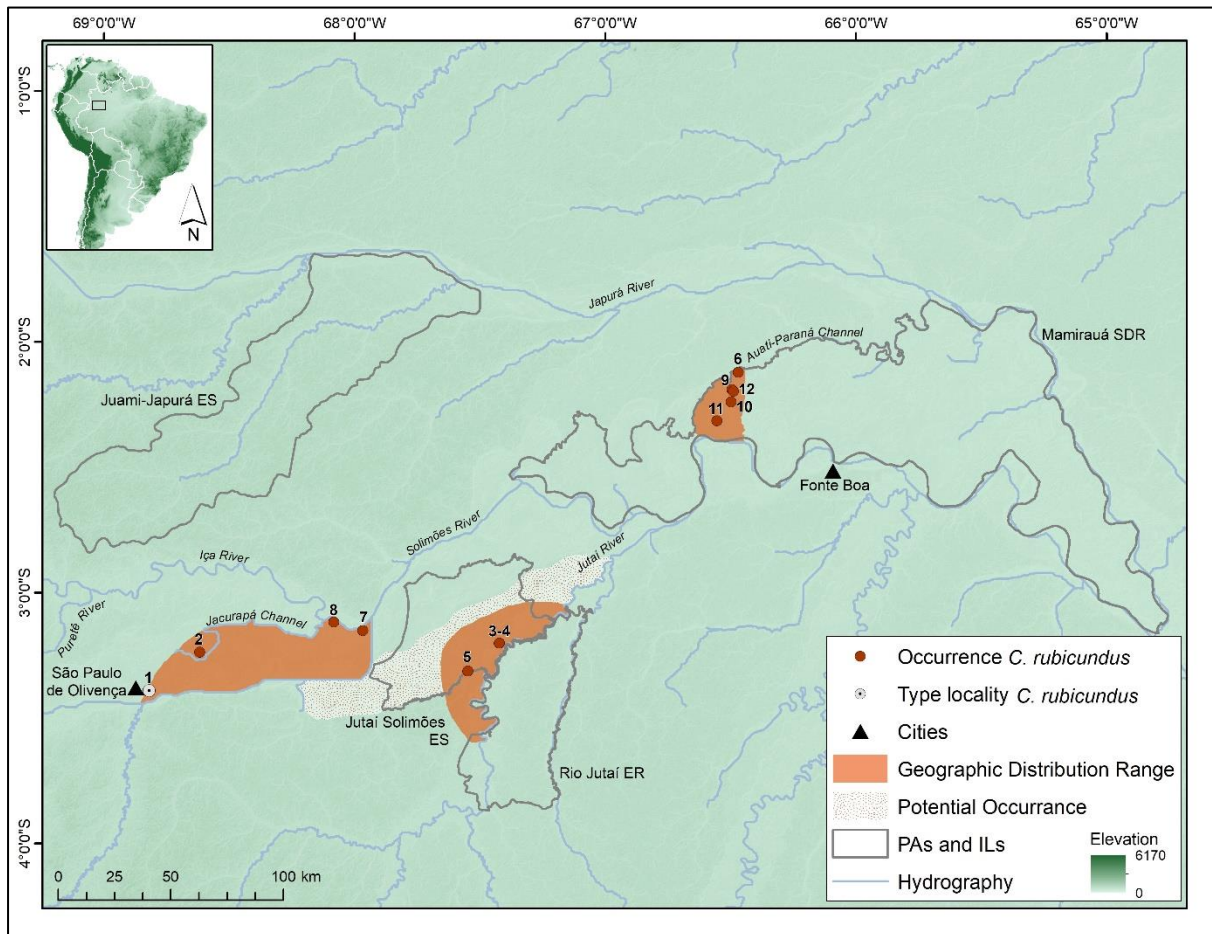 69°0'0"W 68°0'0"W 67°0'0"W 66°0'0"W 65°0'0"W
1°0'0"S
2°0'0"S
3°0'0"S
4°0'0"S
N
Japurá River
Auati-Paraná Channel
Mamirauá SDR
Juami-Japurá ES
6
9
12
10
11
Fonte Boa
Solimões River
Jutaí River
Iça River
Puretê River
Jacurapá Channel
8
7
2
1
São Paulo
de Olivença
3-4
5
Jutaí Solimões
ES
Rio Jutaí ER
Occurrence C. rubicundus
Type locality C. rubicundus
Cities
Geographic Distribution Range
Potential Occurrance
PAs and ILs
Hydrography
Elevation
6170
0
0 25 50 100 km